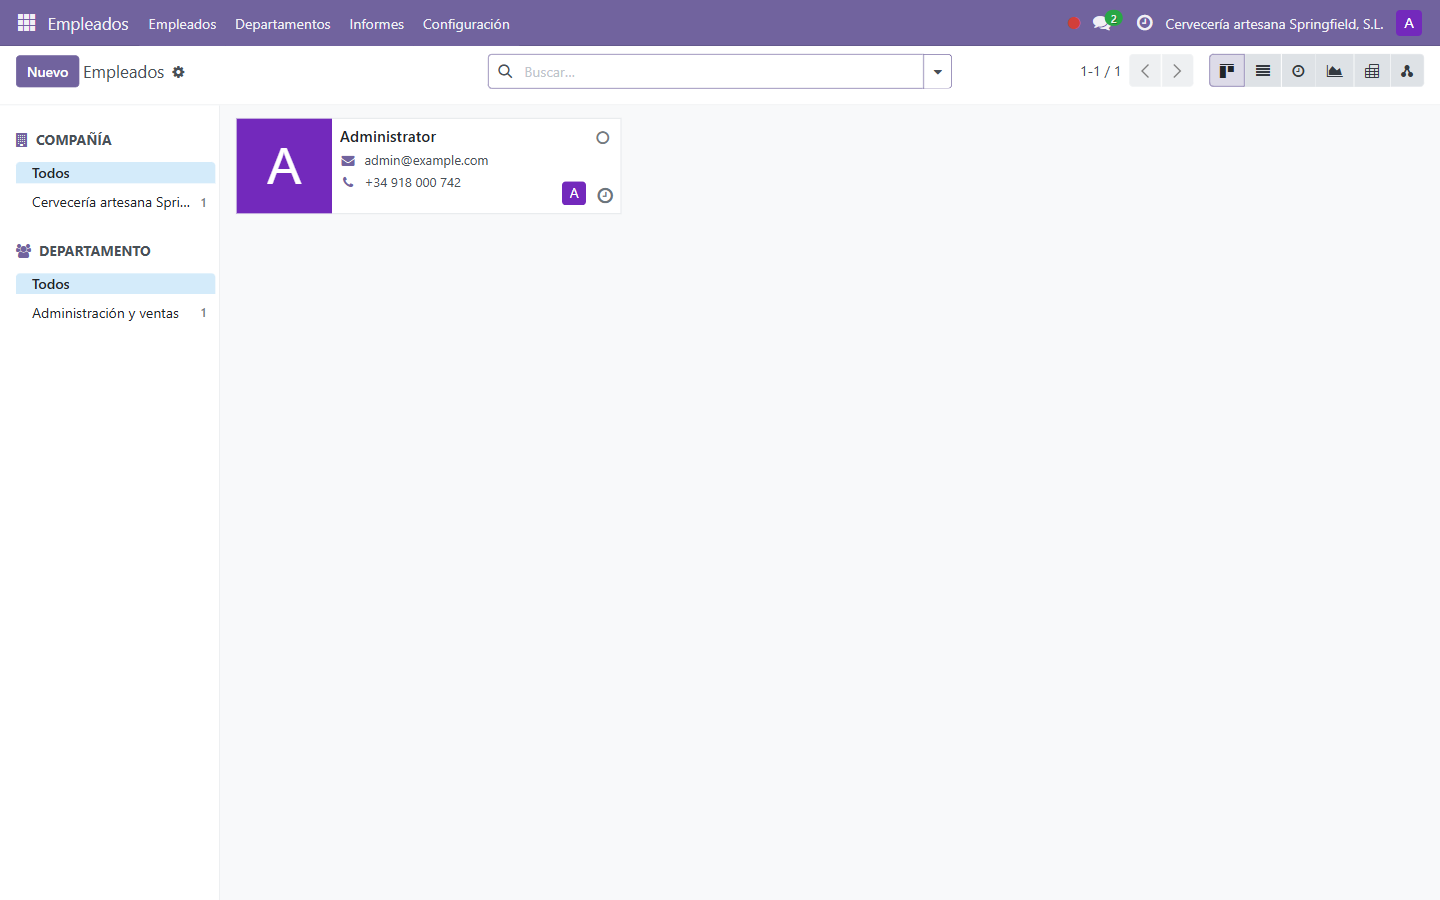 Empleados Empleados Departamentos Informes Configuración 2 Cervecería artesana Springfield, S.L. A
Nuevo Empleados Buscar... 1-1 / 1
COMPAÑÍA
Todos
Cervecería artesana Spri... 1
DEPARTAMENTO
Todos
Administración y ventas 1
A
Administrator
admin@example.com
+34 918 000 742
A